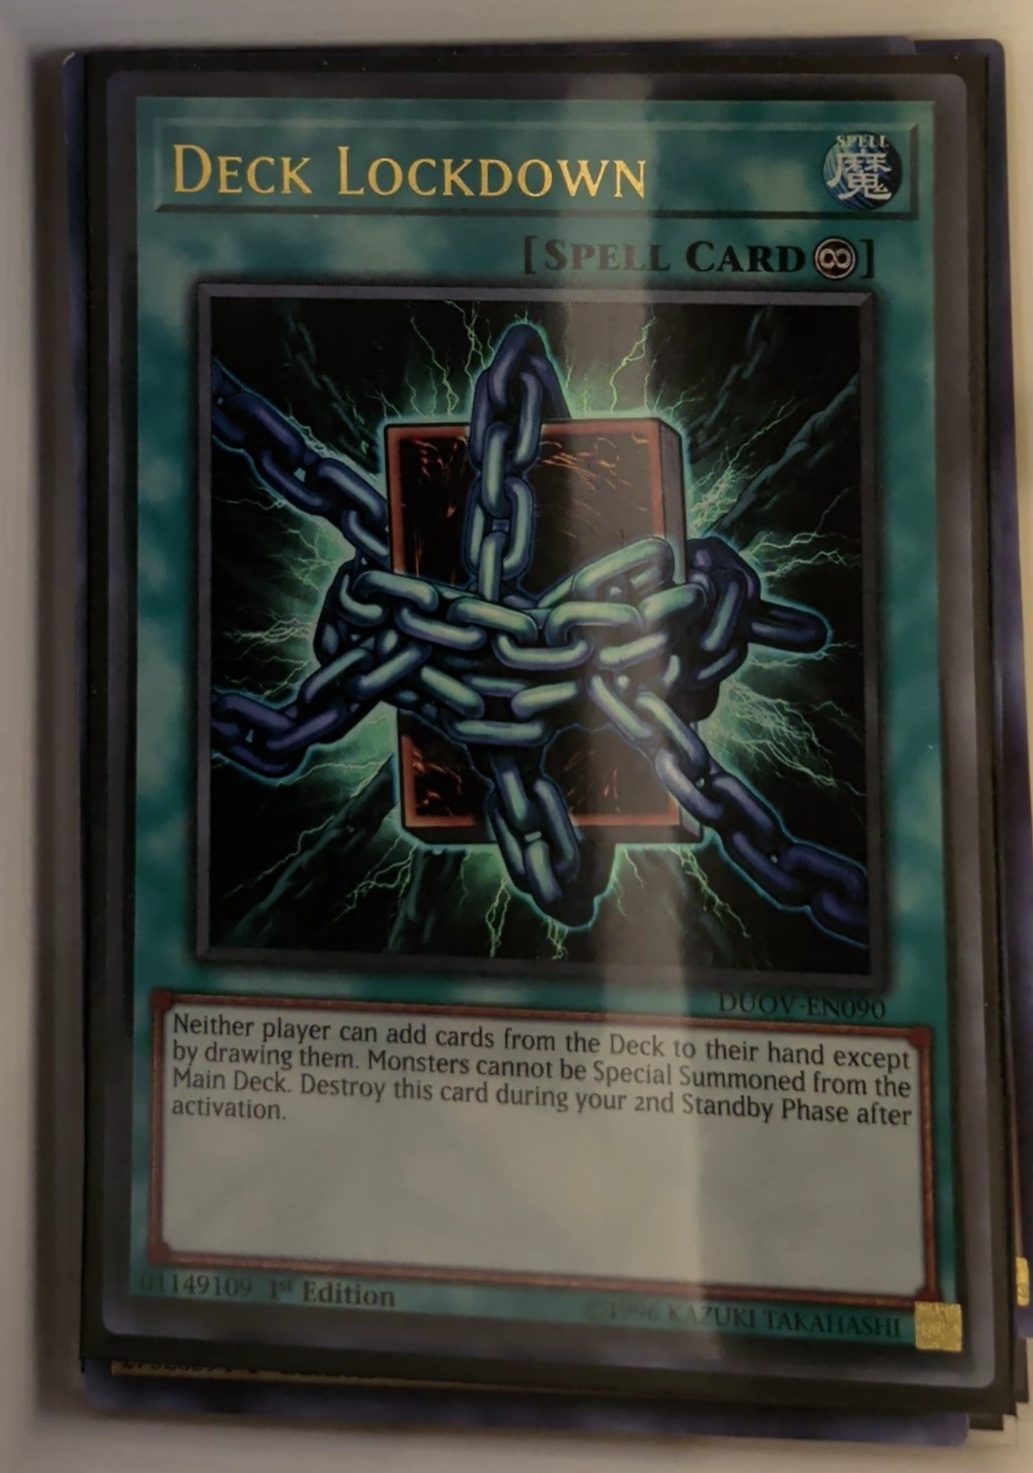 DECK LOCKDOWN
SPELL
魔
[SPELL CARD]
DUOV-EN090
Neither player can add cards from the Deck to their hand except
by drawing them. Monsters cannot be Special Summoned from the
Main Deck. Destroy this card during your 2nd Standby Phase after
activation.
01149109 1st Edition
©1996 KAZUKI TAKAHASHI